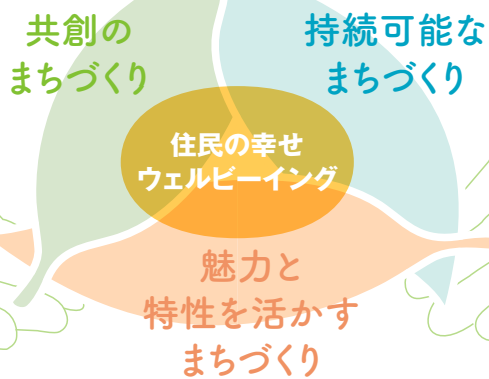 共創の
まちづくり
持続可能な
まちづくり
住民の幸せ
ウェルビーイング
魅力と
特性を活かす
まちづくり